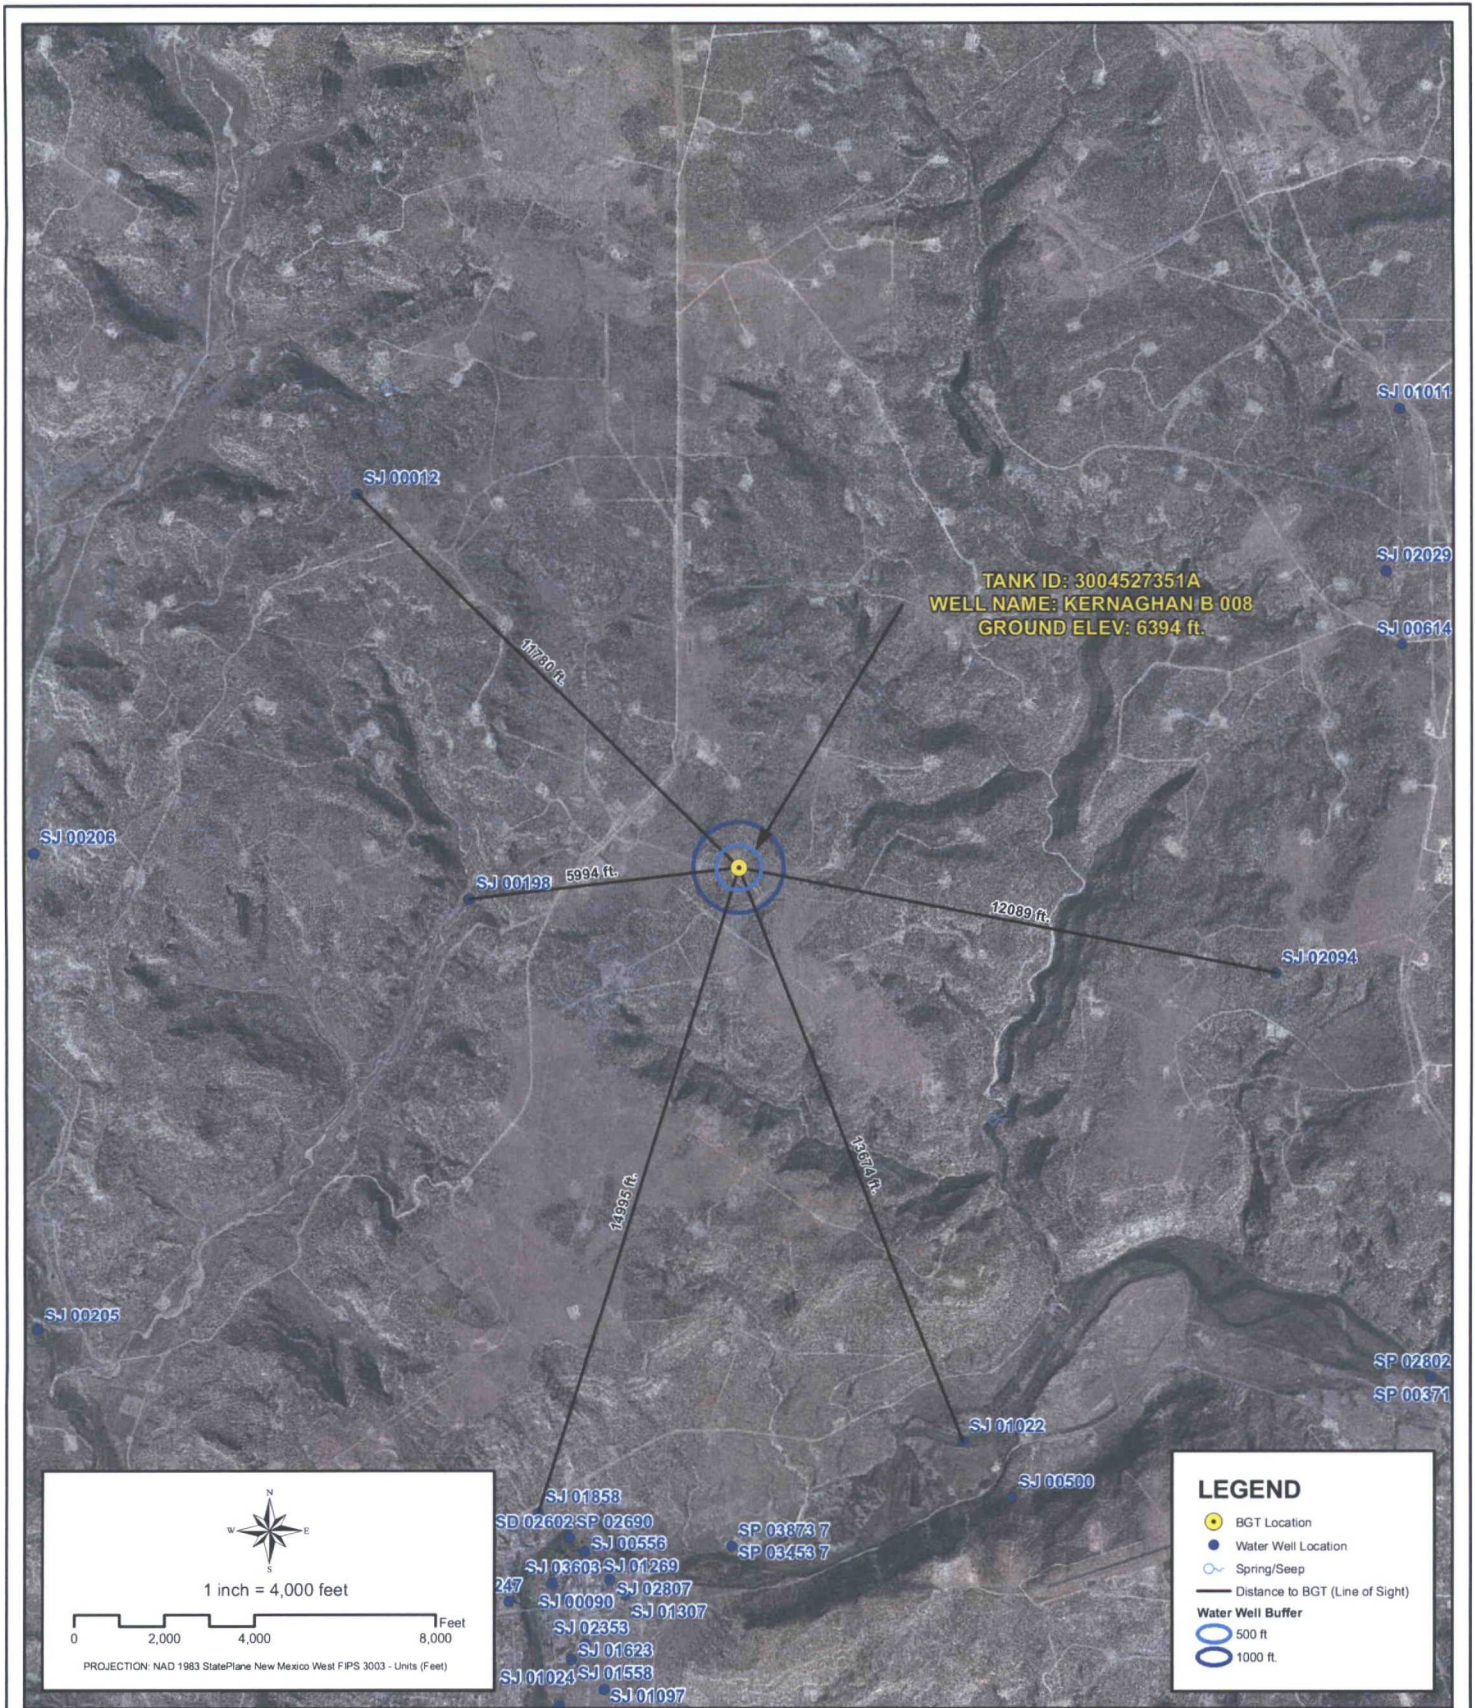 SJ 01011
SJ 00012
SJ 02029
TANK ID: 3004527351A
WELL NAME: KERNAGHAN B 008
GROUND ELEV: 6394 ft.
SJ 00614
11780 ft.
SJ 00206
SJ 00198
5994 ft.
12089 ft.
SJ 02094
13674 ft.
14995 ft.
SJ 00205
SP 02802
SP 00371
SJ 01022
SJ 00500
SJ 01858
SD 02602 SP 02690
SJ 00556
SP 03873 7
SP 03453 7
SJ 03603 SJ 01269
247
SJ 02807
SJ 00090
SJ 01307
SJ 02353
SJ 01623
SJ 01024 SJ 01558
SJ 01097
N
W E
S
1 inch = 4,000 feet
Feet
0 2,000 4,000 8,000
PROJECTION: NAD 1983 StatePlane New Mexico West FIPS 3003 - Units (Feet)
LEGEND
BGT Location
Water Well Location
Spring/Seep
Distance to BGT (Line of Sight)
Water Well Buffer
500 ft
1000 ft.